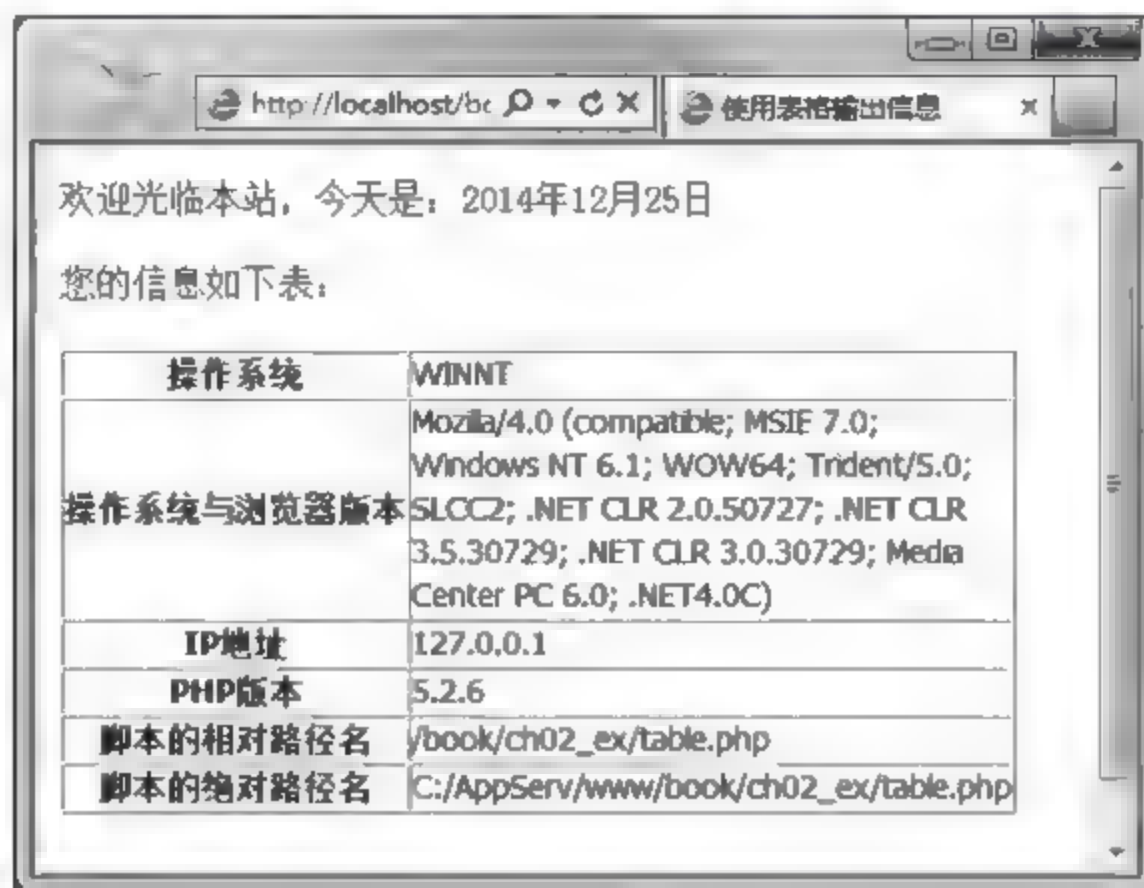 http://localhost/bc
使用表格输出信息
欢迎光临本站，今天是：2014年12月25日
您的信息如下表：
操作系统 WINNT
操作系统与浏览器版本 Mozilla/4.0 (compatible; MSIE 7.0;
Windows NT 6.1; WOW64; Trident/5.0;
SLCC2; .NET CLR 2.0.50727; .NET CLR
3.5.30729; .NET CLR 3.0.30729; Media
Center PC 6.0; .NET4.0C)
IP地址 127.0.0.1
PHP版本 5.2.6
脚本的相对路径名 /book/ch02_ex/table.php
脚本的绝对路径名 C:/AppServ/www/book/ch02_ex/table.php